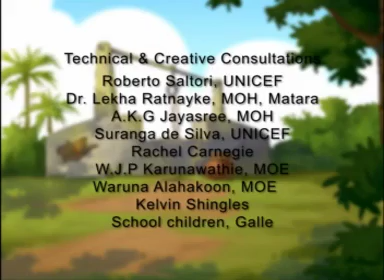 Technical & Creative Consultations
Roberto Saltori, UNICEF
Dr. Lekha Ratnayke, MOH, Matara
A.K.G Jayasree, MOH
Suranga de Silva, UNICEF
Rachel Carnegie
W.J.P Karunawathie, MOE
Waruna Alahakoon, MOE
Kelvin Shingles
School children, Galle